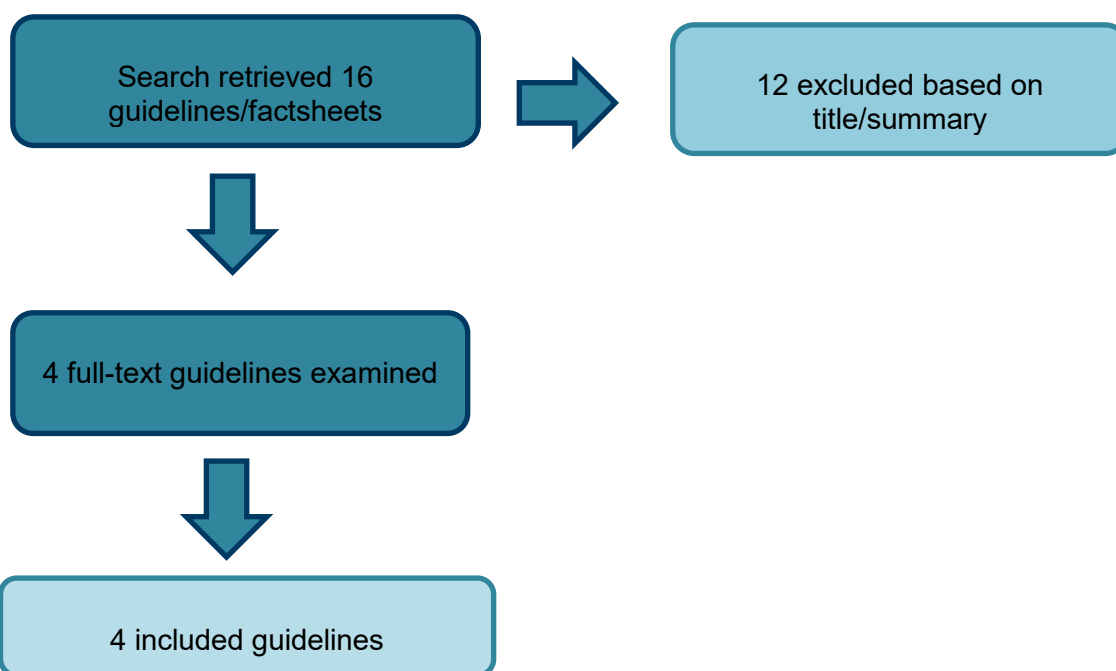 Search retrieved 16
guidelines/factsheets
12 excluded based on
title/summary
4 full-text guidelines examined
4 included guidelines